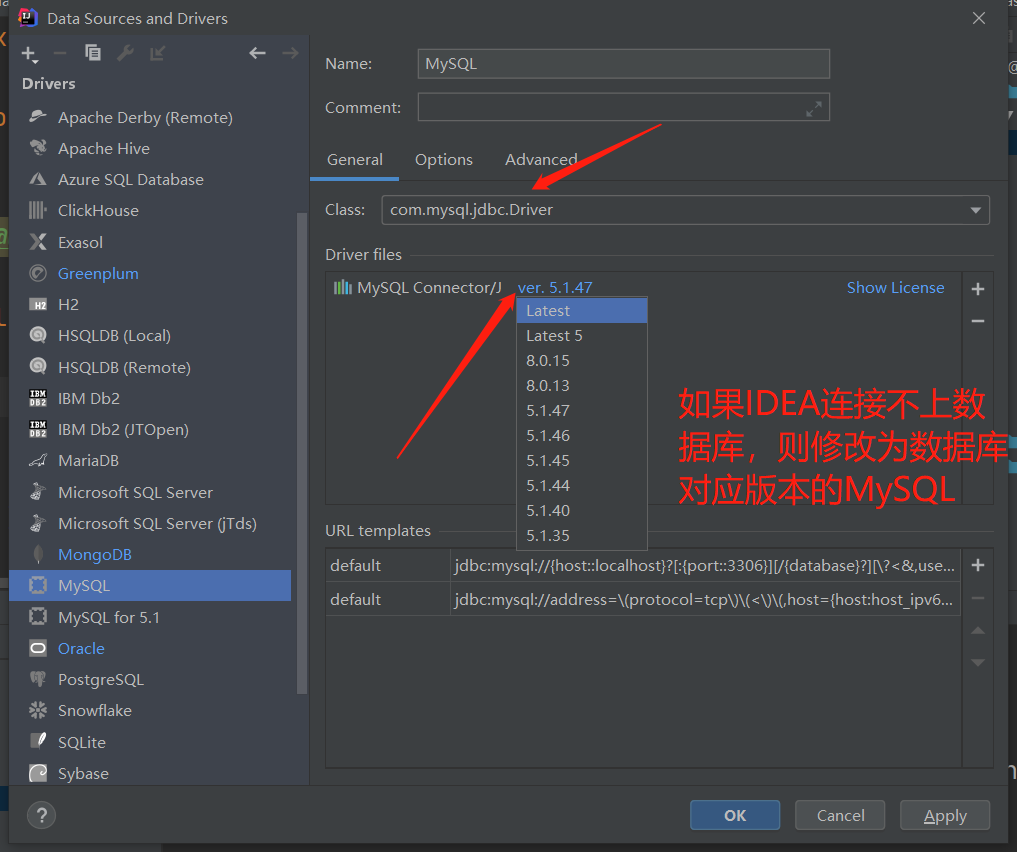 Data Sources and Drivers
Drivers
Apache Derby (Remote)
Apache Hive
Azure SQL Database
ClickHouse
Exasol
Greenplum
H2
H2
HSQLDB (Local)
HSQLDB (Remote)
IBM DB2
IBM Db2
IBM DB2
IBM Db2 (JTOpen)
MariaDB
Microsoft SQL Server
Microsoft SQL Server (jTds)
MongoDB
MySQL
MySQL for 5.1
Oracle
PostgreSQL
Snowflake
SQLite
Sybase
Name: MySQL
Comment:
General Options Advanced
Class: com.mysql.jdbc.Driver
Driver files
MySQL Connector/J ver. 5.1.47 Show License
Latest
Latest 5
8.0.15
8.0.13
5.1.47
5.1.46
5.1.45
5.1.44
5.1.40
5.1.35
如果IDEA连接不上数
据库，则修改为数据库
对应版本的MySQL
URL templates
default jdbc:mysql://{host::localhost}?[:{port::3306}][/{database}?][\?<&,use...
default jdbc:mysql://address=\(protocol=tcp\)\(<\)\(,host={host:host_ipv6...
? OK Cancel Apply